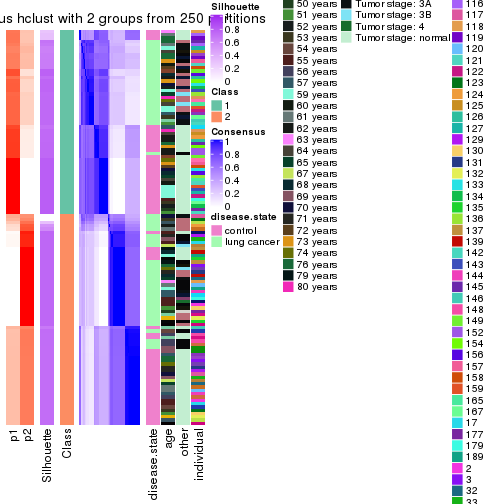 us hclust with 2 groups from 250 partitions
p1
p2
Silhouette
Class
disease.state
age
other
individual
Silhouette
1
0.8
0.6
0.4
0.2
0
Class
1
2
Consensus
1
0.8
0.6
0.4
0.2
0
disease.state
control
lung cancer
50 years
51 years
52 years
53 years
54 years
55 years
56 years
57 years
59 years
60 years
61 years
62 years
63 years
64 years
65 years
67 years
68 years
69 years
70 years
71 years
72 years
73 years
74 years
76 years
79 years
80 years
Tumor stage: 3A
Tumor stage: 3B
Tumor stage: 4
Tumor stage: normal
116
117
118
119
120
121
122
123
124
125
126
127
129
130
131
132
133
134
135
136
137
139
142
143
144
145
146
148
149
152
154
156
157
158
159
165
167
17
177
179
189
2
3
32
33